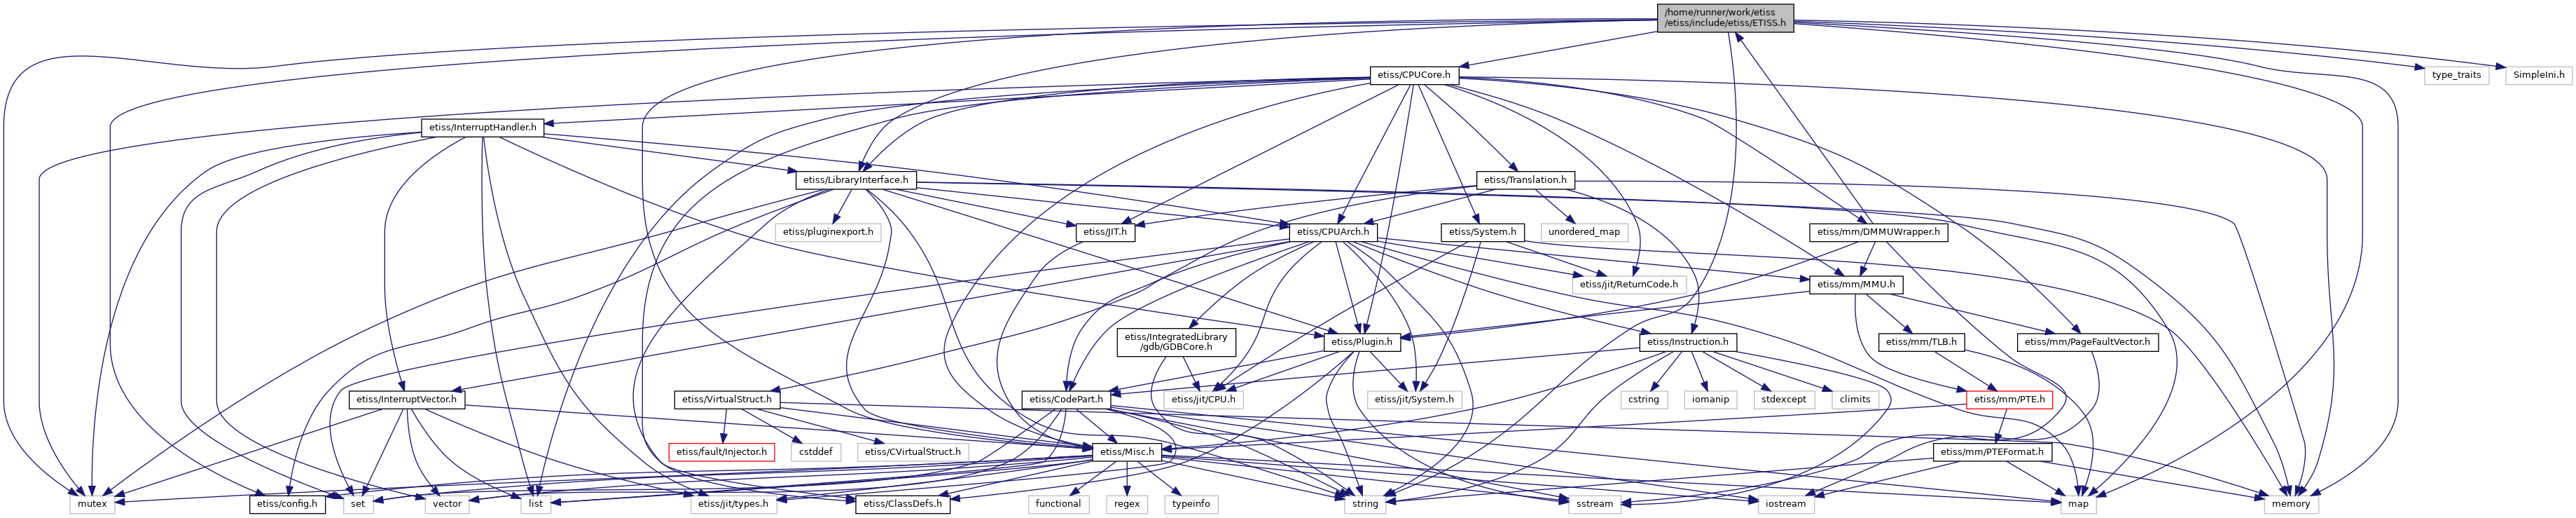 /home/runner/work/etiss
/etiss/include/etiss/ETISS.h
etiss/CPUCore.h
type_traits
SimpleIni.h
etiss/InterruptHandler.h
etiss/LibraryInterface.h
etiss/Translation.h
etiss/pluginexport.h
etiss/JIT.h
etiss/CPUArch.h
etiss/System.h
unordered_map
etiss/mm/DMMUWrapper.h
etiss/jit/ReturnCode.h
etiss/mm/MMU.h
etiss/IntegratedLibrary
/gdb/GDBCore.h
etiss/Plugin.h
etiss/Instruction.h
etiss/mm/TLB.h
etiss/mm/PageFaultVector.h
etiss/InterruptVector.h
etiss/VirtualStruct.h
etiss/CodePart.h
etiss/jit/CPU.h
etiss/jit/System.h
cstring
iomanip
stdexcept
climits
etiss/mm/PTE.h
etiss/fault/Injector.h
cstddef
etiss/CVirtualStruct.h
etiss/Misc.h
etiss/mm/PTEFormat.h
mutex
etiss/config.h
set
vector
list
etiss/jit/types.h
etiss/ClassDefs.h
functional
regex
typeinfo
string
sstream
iostream
map
memory